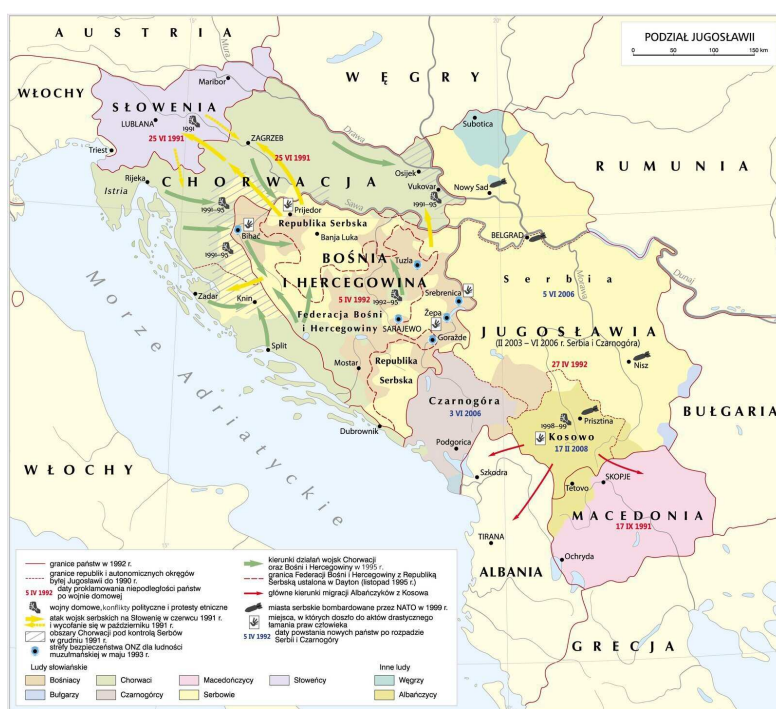 PODZIAŁ JUGOSŁAWII
0 50 100 150 km
AUSTRIA
Mura
WĘGRY
WŁOCHY
Maribor
SŁOWENIA
LUBLANA
1991
25 VI 1991
ZAGRZEB
Drawa
Subotica
RUMUNIA
Triest
25 VI 1991
Rijeka
CHORWACJA
Osijek
Istria
Vukovar
1991–95
Nowy Sad
1991–95
Prijedor
Sawa
Republika Serbska
Bihać
Banja Luka
BELGRAD
1991–95
BOŚNIA
Tuzla
Dunaj
I HERCEGOWINA
Serbia
Morawa
5 IV 1992
1992–95
Srebrenica
5 VI 2006
Zadar
Knin
Federacja Bośni
i Hercegowiny
SARAJEWO
Żepa
JUGOSŁAWIA
(II 2003 – VI 2006 r. Serbia i Czarnogóra)
Goražde
Split
Mostar
Republika
Serbska
27 IV 1992
Nisz
Morze Adriatyckie
Czarnogóra
3 VI 2006
BUŁGARIA
1998–99
Prisztina
Dubrownik
Kosowo
17 II 2008
Podgorica
WŁOCHY
Szkodra
Tetovo
SKOPJE
MACEDONIA
17 IX 1991
TIRANA
Ochryda
ALBANIA
GRECJA
granice państw w 1992 r.
granice republik i autonomicznych okręgów
byłej Jugosławii do 1990 r.
5 IV 1992
daty proklamowania niepodległości państw
po wojnie domowej
wojny domowe, konflikty polityczne i protesty etniczne
atak wojsk serbskich na Słowenię w czerwcu 1991 r.
i wycofanie się w październiku 1991 r.
obszary Chorwacji pod kontrolą Serbów
w grudniu 1991 r.
strefy bezpieczeństwa ONZ dla ludności
muzułmańskiej w maju 1993 r.
kierunki działań wojsk Chorwacji
oraz Bośni i Hercegowiny w 1995 r.
granica Federacji Bośni i Hercegowiny z Republiką
Serbską ustalona w Dayton (listopad 1995 r.)
główne kierunki migracji Albańczyków z Kosowa
miasta serbskie bombardowane przez NATO w 1999 r.
miejsca, w których doszło do aktów drastycznego
łamania praw człowieka
5 IV 1992
daty powstania nowych państw po rozpadzie
Serbii i Czarnogóry
Ludy słowiańskie
Inne ludy
Bośniacy
Chorwaci
Macedończycy
Słoweńcy
Węgrzy
Bułgarzy
Czarnogórcy
Serbowie
Albańczycy